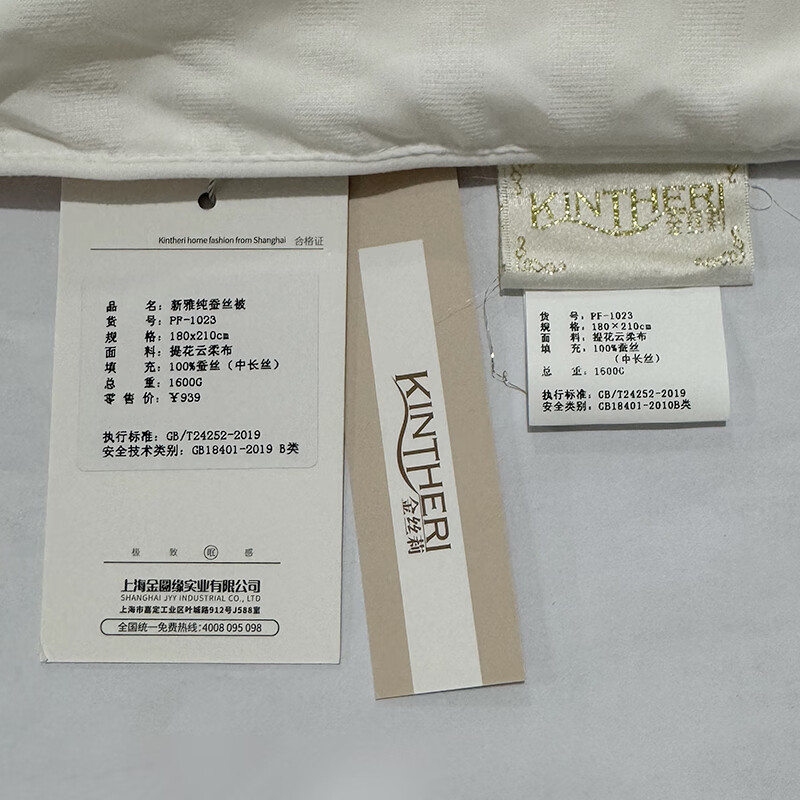 Kintheri home fashion from Shanghai 合格证
品 名：新雅纯蚕丝被
货 号：PF-1023
规 格：180x210cm
面 料：提花云柔布
填 充：100%蚕丝（中长丝）
总 重：1600G
零 售 价：¥939
执行标准：GB/T24252-2019
安全技术类别：GB18401-2019 B类
极 致 眠 感
上海金圆缘实业有限公司
SHANGHAI JYY INDUSTRIAL CO., LTD
上海市嘉定工业区叶城路912号J588室
全国统一免费热线：4008 095 098
KINTHERI
金丝莉
KINTHERI
金丝莉
货 号：PF-1023
规 格：180×210cm
面 料：提花云柔布
填 充：100%蚕丝
（中长丝）
总 重：1600G
执行标准：GB/T24252-2019
安全类别：GB18401-2010B类